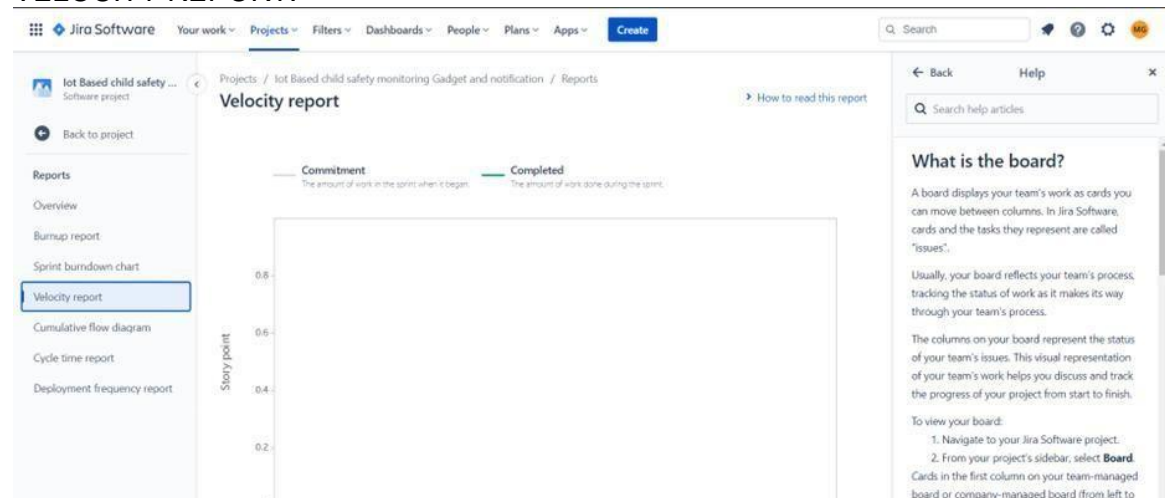 VELOCITY REPORT:
Jira Software Your work Projects Filters Dashboards People Plans Apps Create Search MG
Iot Based child safety ...
Software project
Back to project
Reports
Overview
Burnup report
Sprint burndown chart
Velocity report
Cumulative flow diagram
Cycle time report
Deployment frequency report
Projects / Iot Based child safety monitoring Gadget and notification / Reports
Velocity report
How to read this report
Commitment
The amount of work in the sprint when it began.
Completed
The amount of work done during the sprint.
Story point
0.8
0.6
0.4
0.2
Back Help
Search help articles
What is the board?
A board displays your team's work as cards you
can move between columns. In Jira Software,
cards and the tasks they represent are called
"issues".
Usually, your board reflects your team's process,
tracking the status of work as it makes its way
through your team's process.
The columns on your board represent the status
of your team's issues. This visual representation
of your team's work helps you discuss and track
the progress of your project from start to finish.
To view your board:
1. Navigate to your Jira Software project.
2. From your project's sidebar, select Board.
Cards in the first column on your team-managed
board or company-managed board (from left to